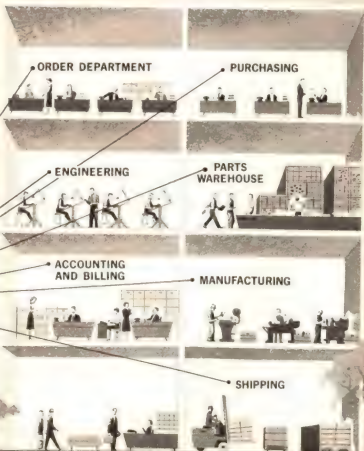 ORDER DEPARTMENT
PURCHASING
ENGINEERING
PARTS
WAREHOUSE
ACCOUNTING
AND BILLING
MANUFACTURING
SHIPPING